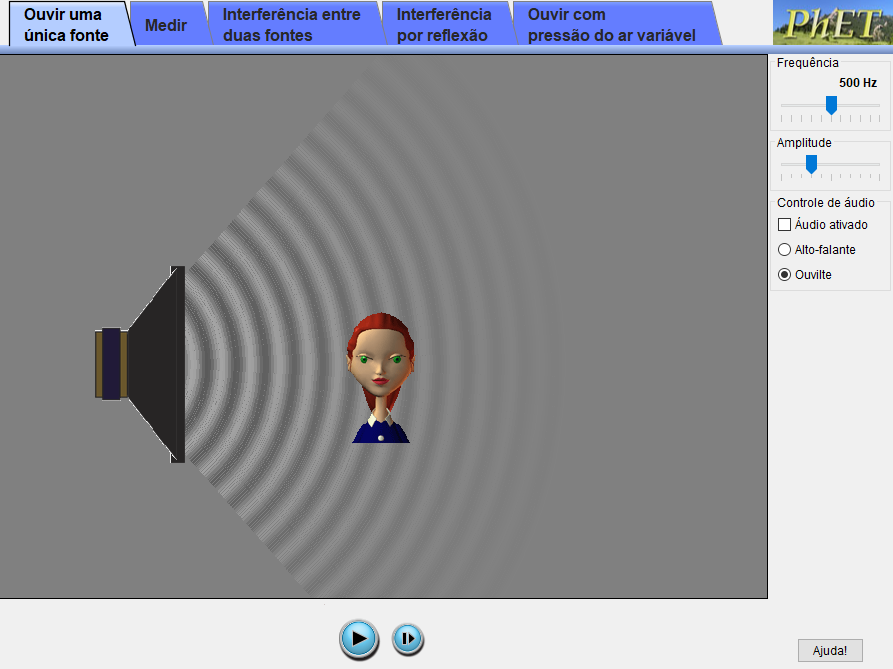 Ouvir uma
única fonte
Medir
Interferência entre
duas fontes
Interferência
por reflexão
Ouvir com
pressão do ar variável
PhET
Frequência
500 Hz
Amplitude
Controle de áudio
Áudio ativado
Alto-falante
Ouvilte
Ajuda!